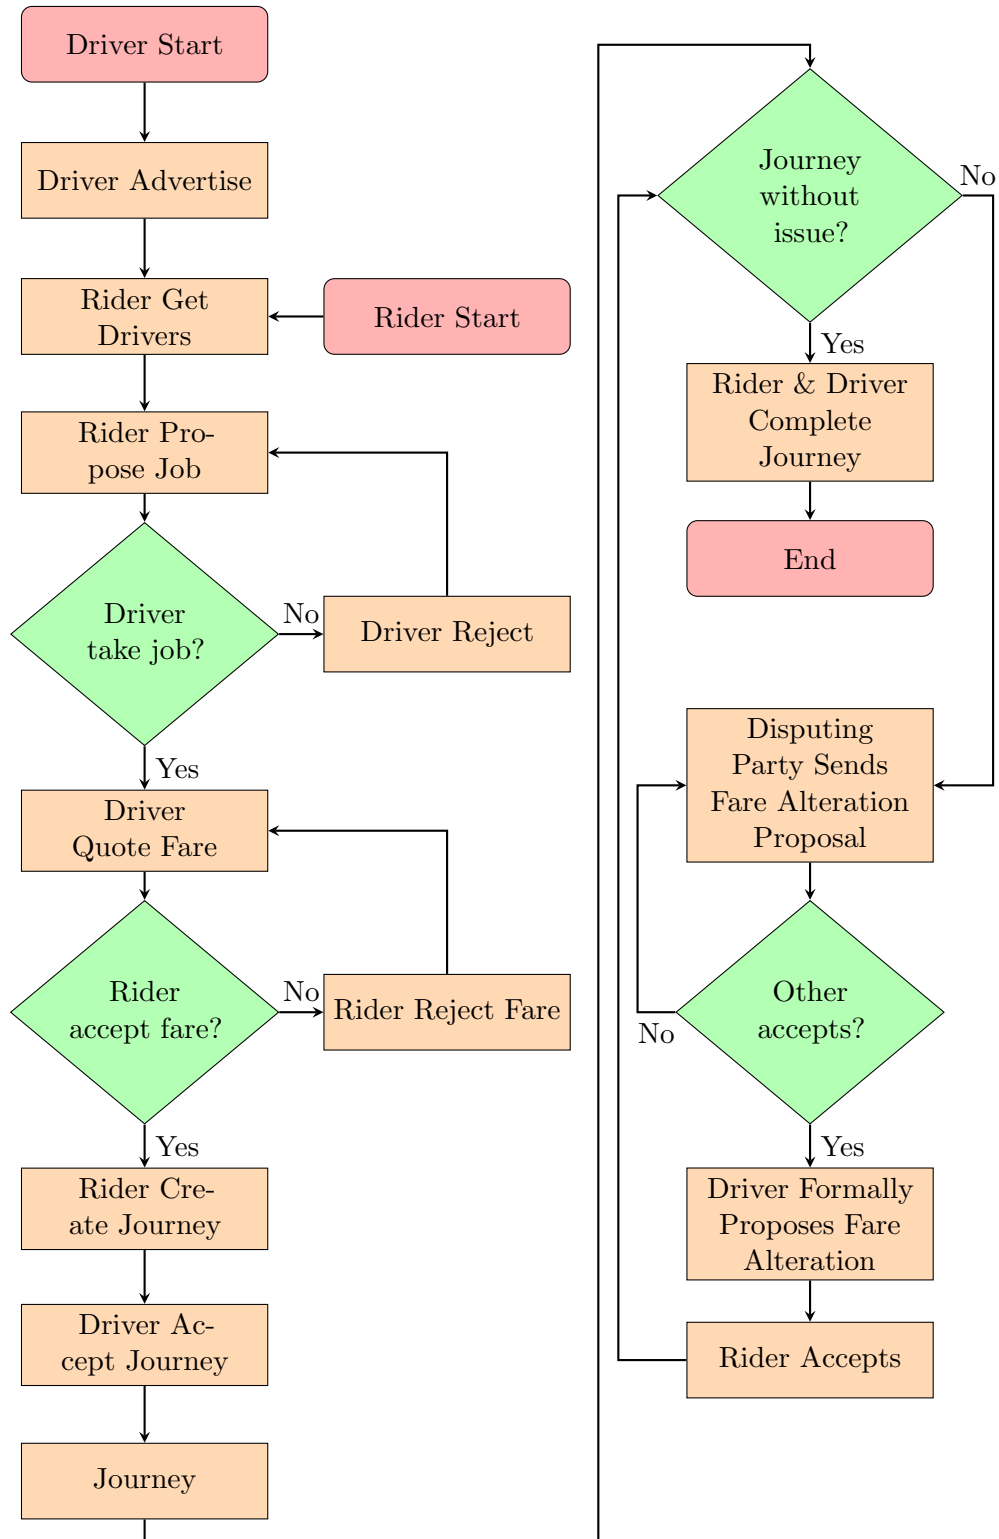 Driver Start
Driver Advertise
Rider Get
Drivers
Rider Start
Rider Pro-
pose Job
Driver
take job?
No
Driver Reject
Yes
Driver
Quote Fare
Rider
accept fare?
No
Rider Reject Fare
Yes
Rider Cre-
ate Journey
Driver Ac-
cept Journey
Journey
Journey
without
issue?
No
Yes
Rider & Driver
Complete
Journey
End
Disputing
Party Sends
Fare Alteration
Proposal
Other
accepts?
No
Yes
Driver Formally
Proposes Fare
Alteration
Rider Accepts